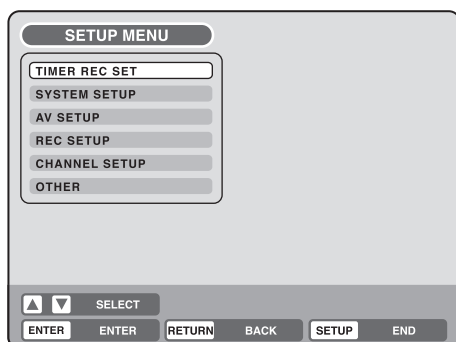 SETUP MENU
TIMER REC SET
SYSTEM SETUP
AV SETUP
REC SETUP
CHANNEL SETUP
OTHER
SELECT
ENTER ENTER RETURN BACK SETUP END